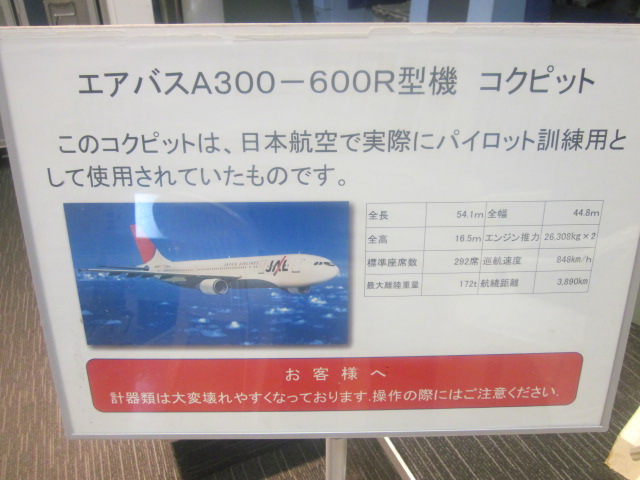 エアバスA300－600R型機　コクピット
このコクピットは、日本航空で実際にパイロット訓練用と
して使用されていたものです。
全長 54.1m 全幅 44.8m
全高 16.5m エンジン推力 26,308kg×2
標準座席数 292席 巡航速度 848km/h
最大離陸重量 172t 航続距離 3,890km
JAPAN AIRLINES
JAL
お客様へ
計器類は大変壊れやすくなっております.操作の際にはご注意ください.